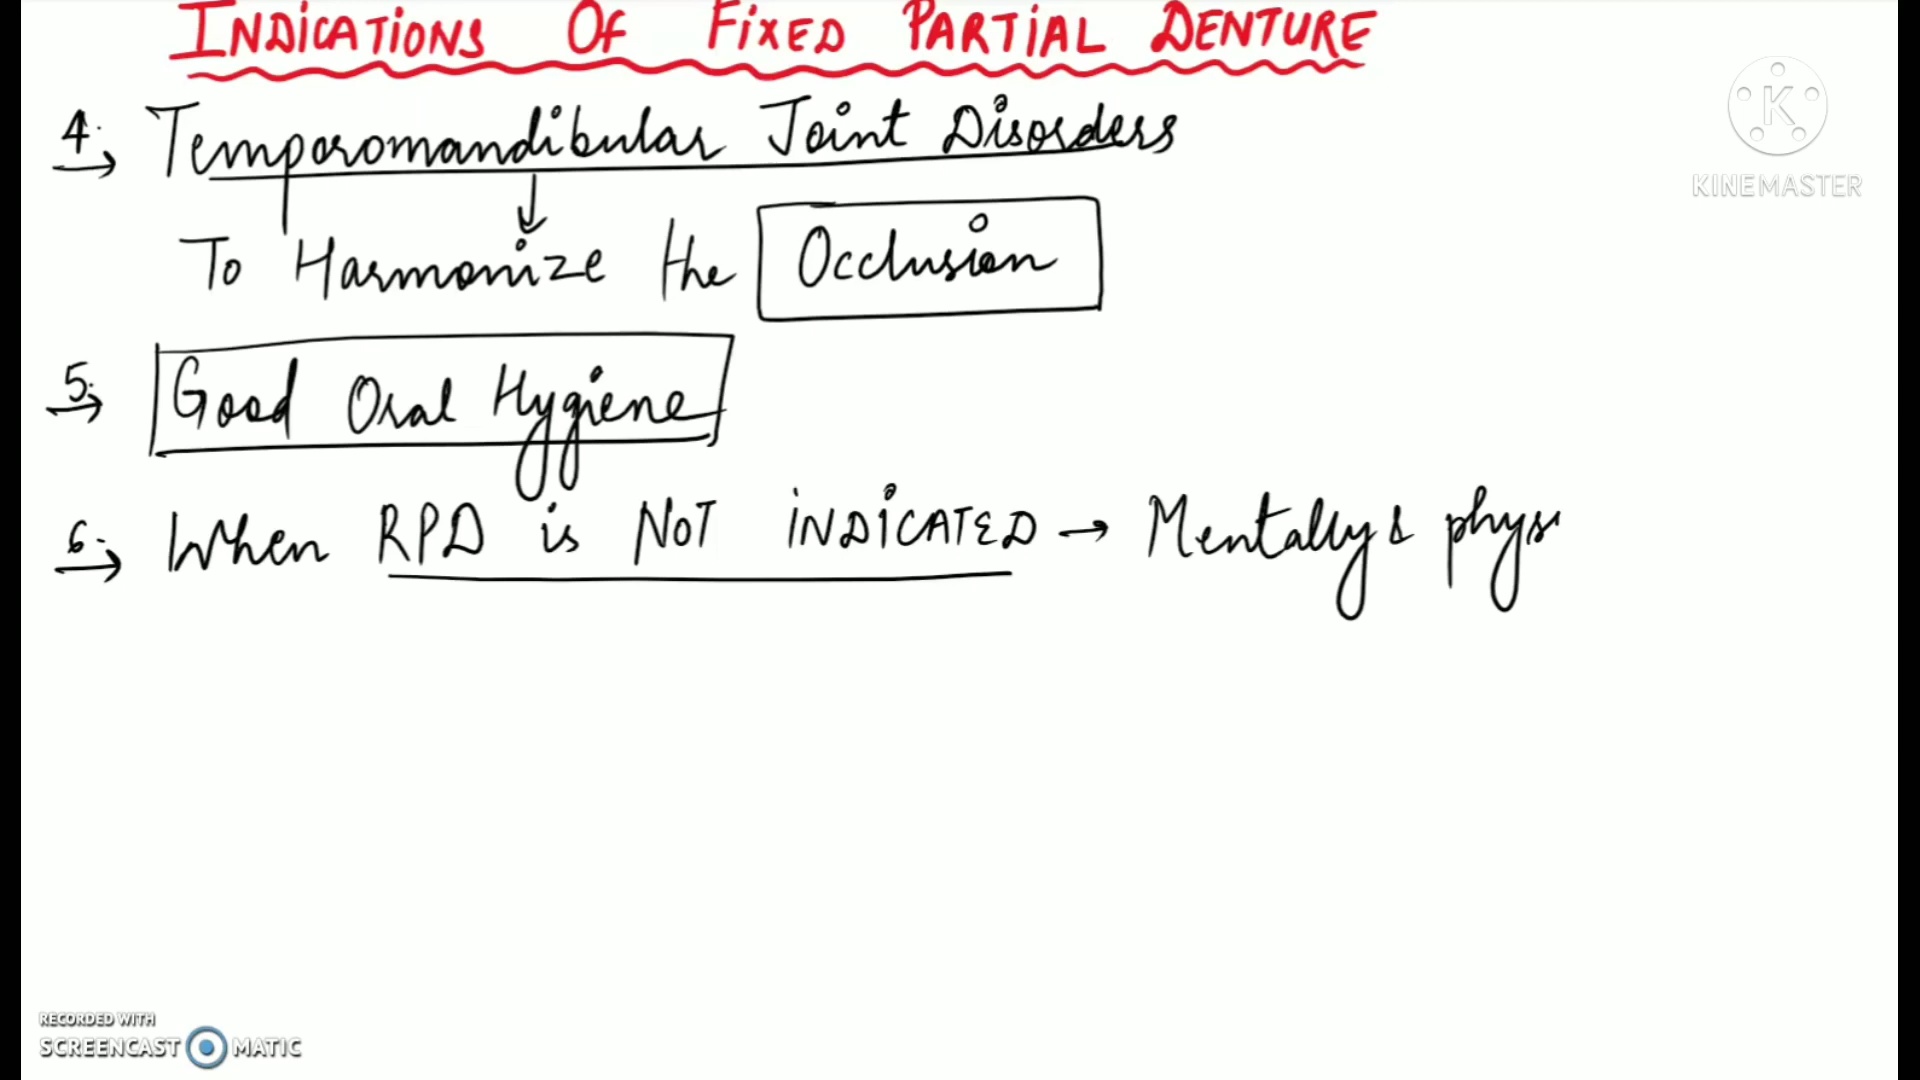 INDICATIONS OF FIXED PARTIAL DENTURE
4. Temporomandibular Joint Disorders
To Harmonize the Occlusion
5. Good Oral Hygiene
6. When RPD is NOT INDICATED → Mentally & phys
KINEMASTER
RECORDED WITH
SCREENCAST MATIC